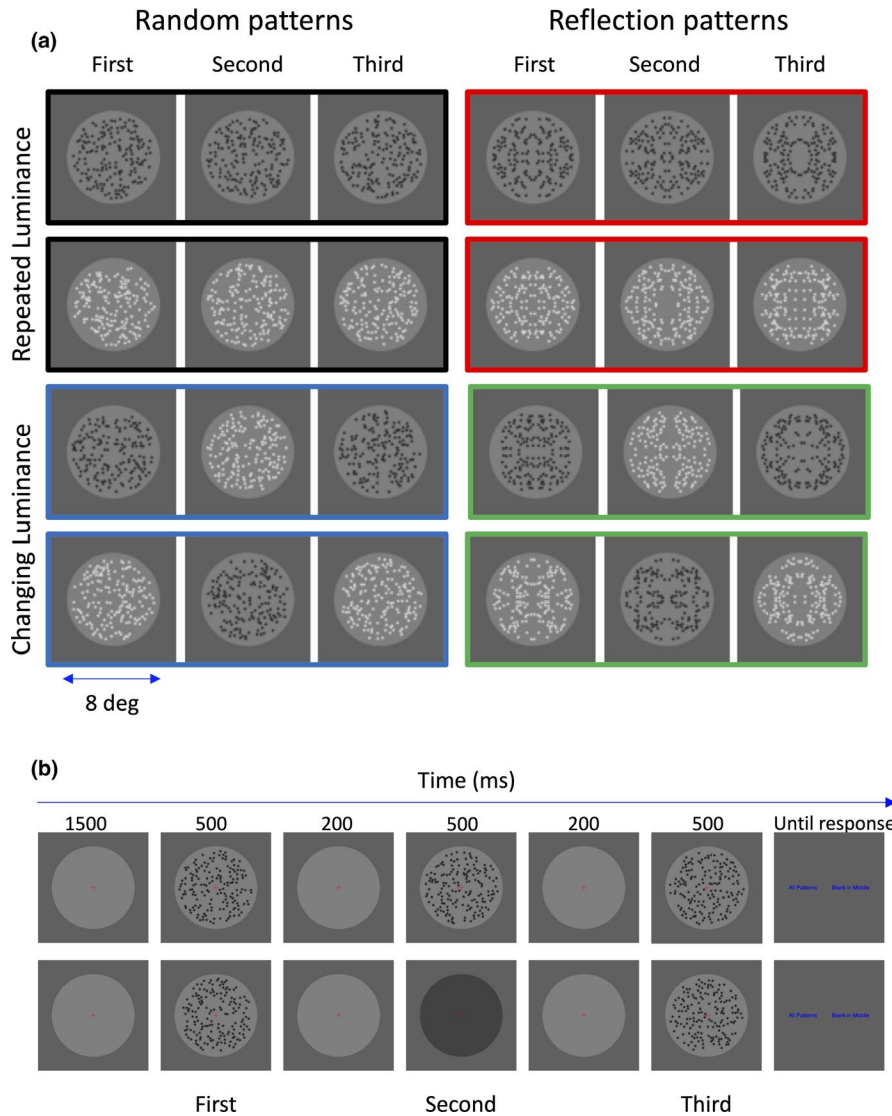 Random patterns
Reflection patterns
(a)
First
Second
Third
First
Second
Third
Repeated Luminance
Changing Luminance
8 deg
(b)
Time (ms)
1500
500
200
500
200
500
Until response
All Patterns
Blank in Middle
All Patterns
Blank in Middle
First
Second
Third